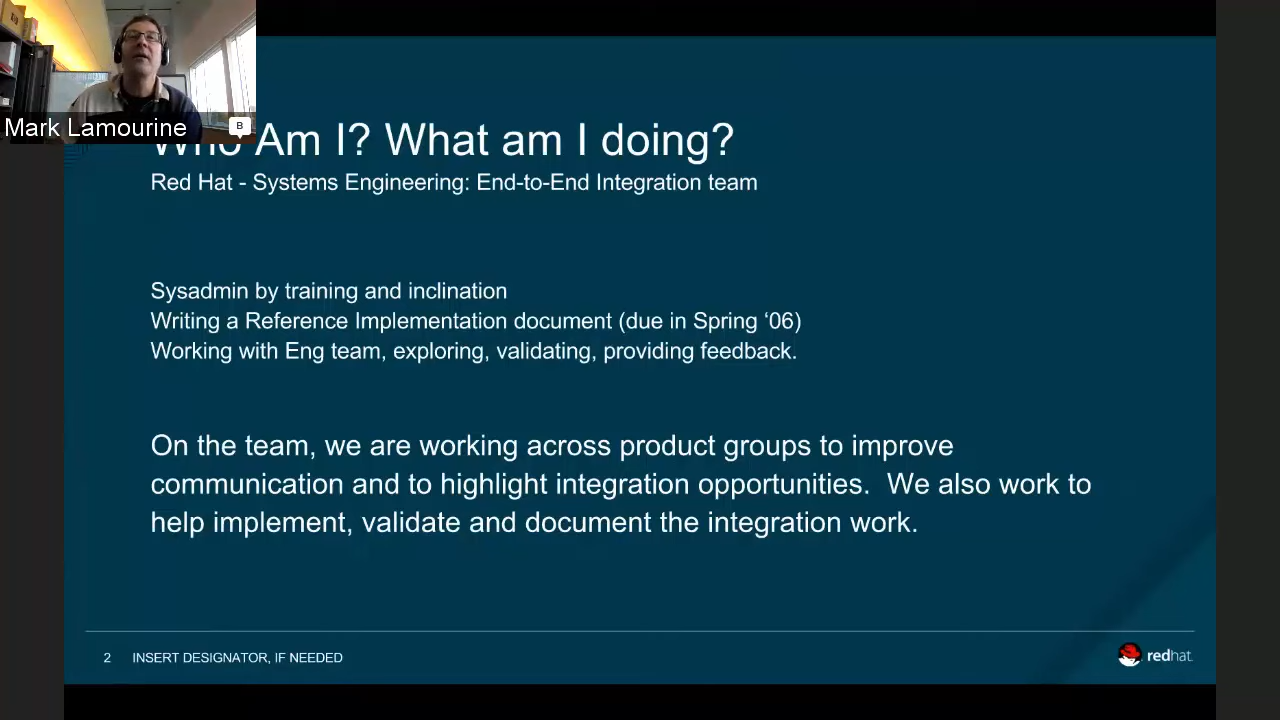 Mark Lamourine
B
Who Am I? What am I doing?
Red Hat - Systems Engineering: End-to-End Integration team
Sysadmin by training and inclination
Writing a Reference Implementation document (due in Spring ‘06)
Working with Eng team, exploring, validating, providing feedback.
On the team, we are working across product groups to improve
communication and to highlight integration opportunities.  We also work to
help implement, validate and document the integration work.
2 INSERT DESIGNATOR, IF NEEDED
redhat.